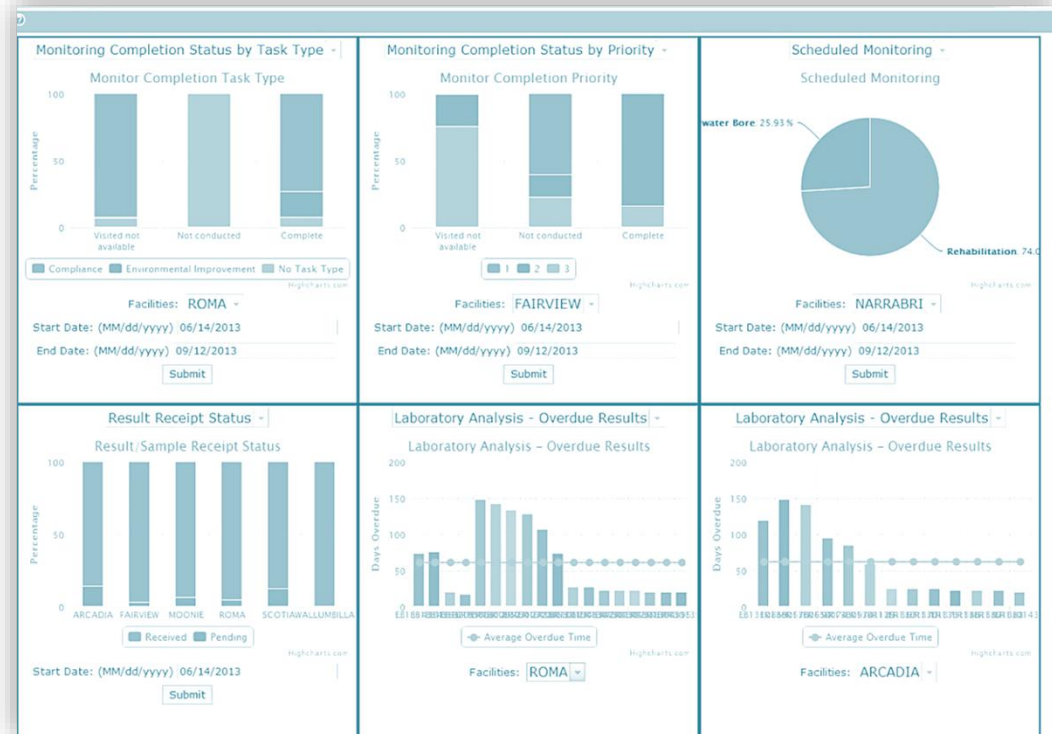 Monitoring Completion Status by Task Type
Monitor Completion Task Type
100
50
0
Percentage
Visited not
available
Not conducted
Complete
Compliance Environmental Improvement No Task Type
Highcharts.com
Facilities: ROMA
Start Date: (MM/dd/yyyy) 06/14/2013
End Date: (MM/dd/yyyy) 09/12/2013
Submit
Monitoring Completion Status by Priority
Monitor Completion Priority
100
50
0
Percentage
Visited not
available
Not conducted
Complete
1 2 3
Highcharts.com
Facilities: FAIRVIEW
Start Date: (MM/dd/yyyy) 06/14/2013
End Date: (MM/dd/yyyy) 09/12/2013
Submit
Scheduled Monitoring
Scheduled Monitoring
water Bore: 25.93 %
Rehabilitation: 74.0
Highcharts.com
Facilities: NARRABRI
Start Date: (MM/dd/yyyy) 06/14/2013
End Date: (MM/dd/yyyy) 09/12/2013
Submit
Result Receipt Status
Result/Sample Receipt Status
100
50
0
Percentage
ARCADIA FAIRVIEW MOONIE ROMA SCOTIA WALLUMBILLA
Received Pending
Highcharts.com
Start Date: (MM/dd/yyyy) 06/14/2013
Submit
Laboratory Analysis - Overdue Results
Laboratory Analysis – Overdue Results
200
150
100
50
0
Days Overdue
Average Overdue Time
Highcharts.com
Facilities: ROMA
Laboratory Analysis - Overdue Results
Laboratory Analysis – Overdue Results
200
150
100
50
0
Days Overdue
Average Overdue Time
Highcharts.com
Facilities: ARCADIA